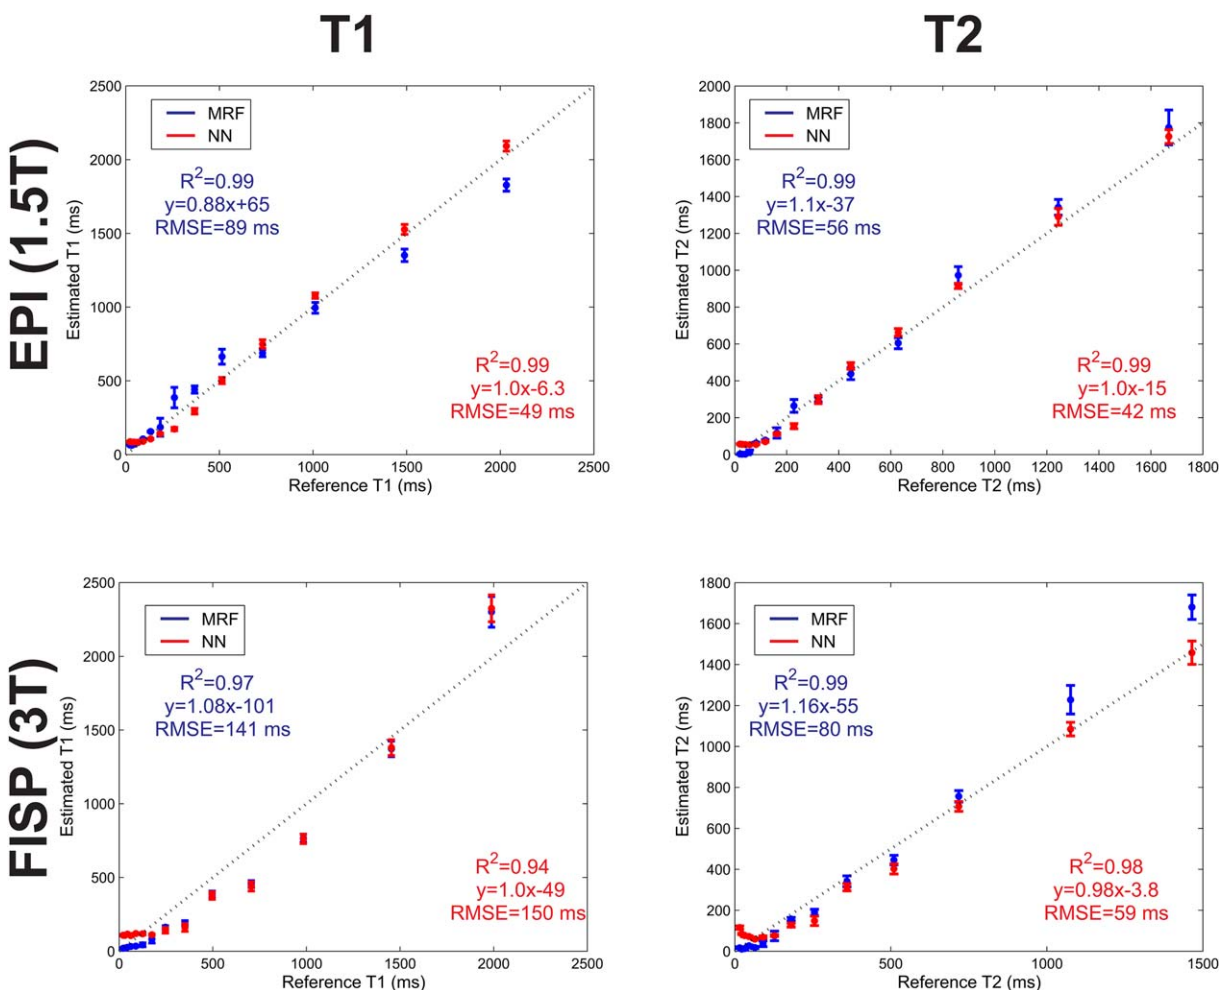 T1
T2
EPI (1.5T)
2500
2000
1500
1000
500
0
Estimated T1 (ms)
MRF
NN
R²=0.99
y=0.88x+65
RMSE=89 ms
R²=0.99
y=1.0x-6.3
RMSE=49 ms
0 500 1000 1500 2000 2500
Reference T1 (ms)
2000
1800
1600
1400
1200
1000
800
600
400
200
0
Estimated T2 (ms)
MRF
NN
R²=0.99
y=1.1x-37
RMSE=56 ms
R²=0.99
y=1.0x-15
RMSE=42 ms
0 200 400 600 800 1000 1200 1400 1600 1800
Reference T2 (ms)
FISP (3T)
2500
2000
1500
1000
500
0
Estimated T1 (ms)
MRF
NN
R²=0.97
y=1.08x-101
RMSE=141 ms
R²=0.94
y=1.0x-49
RMSE=150 ms
0 500 1000 1500 2000 2500
Reference T1 (ms)
1800
1600
1400
1200
1000
800
600
400
200
0
Estimated T2 (ms)
MRF
NN
R²=0.99
y=1.16x-55
RMSE=80 ms
R²=0.98
y=0.98x-3.8
RMSE=59 ms
0 500 1000 1500
Reference T2 (ms)